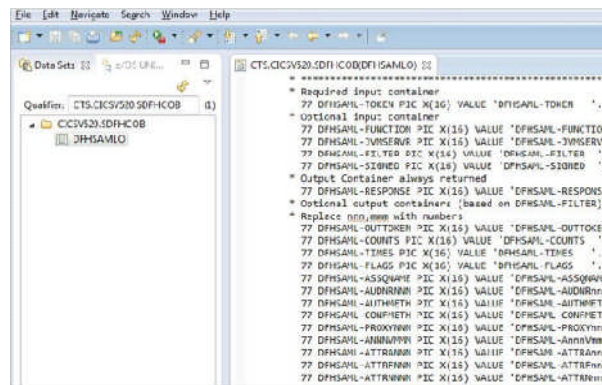 File Edit Navigate Search Window Help
Data Sets
CTS.CICSV520.SDFHCOB(DFHSAMLO)
Qualifier: CTS.CICSV520.SDFHCOB (1)
CICSV520.SDFHCOB
DFHSAMLO
* Required input container
77 DFHSAML-TOKEN PIC X(16) VALUE 'DFHSAML-TOKEN '.
* Optional input container
77 DFHSAML-FUNCTION PIC X(16) VALUE 'DFHSAML-FUNCTIO
77 DFHSAML-JVMSERVR PIC X(16) VALUE 'DFHSAML-JVMSERV
77 DFHSAML-FILTER PIC X(16) VALUE 'DFHSAML-FILTER '.
77 DFHSAML-SIGNED PIC X(16) VALUE 'DFHSAML-SIGNED '.
* Output Container always returned
77 DFHSAML-RESPONSE PIC X(16) VALUE 'DFHSAML-RESPONS
* Optional output containers (based on DFHSAML-FILTER)
* Replace nnn,mmm with numbers
77 DFHSAML-OUTTOKEN PIC X(16) VALUE 'DFHSAML-OUTTOKE
77 DFHSAML-COUNTS PIC X(16) VALUE 'DFHSAML-COUNTS '.
77 DFHSAML-TIMES PIC X(16) VALUE 'DFHSAML-TIMES '.
77 DFHSAML-FLAGS PIC X(16) VALUE 'DFHSAML-FLAGS '.
77 DFHSAML-ASSQNAME PIC X(16) VALUE 'DFHSAML-ASSQNAM
77 DFHSAML-AUDNRNNN PIC X(16) VALUE 'DFHSAML-AUDNRnn
77 DFHSAML-AUTHMETH PIC X(16) VALUE 'DFHSAML-AUTHMET
77 DFHSAML-CONFMETH PIC X(16) VALUE 'DFHSAML-CONFMET
77 DFHSAML-PROXYNNN PIC X(16) VALUE 'DFHSAML-PROXYnn
77 DFHSAML-ANNNVMMM PIC X(16) VALUE 'DFHSAML-AnnnVmm
77 DFHSAML-ATTRANNN PIC X(16) VALUE 'DFHSAML-ATTRAnn
77 DFHSAML-ATTRFNNN PIC X(16) VALUE 'DFHSAML-ATTRFnn
77 DFHSAML-ATTRNNNN PIC X(16) VALUE 'DFHSAML-ATTRNnn